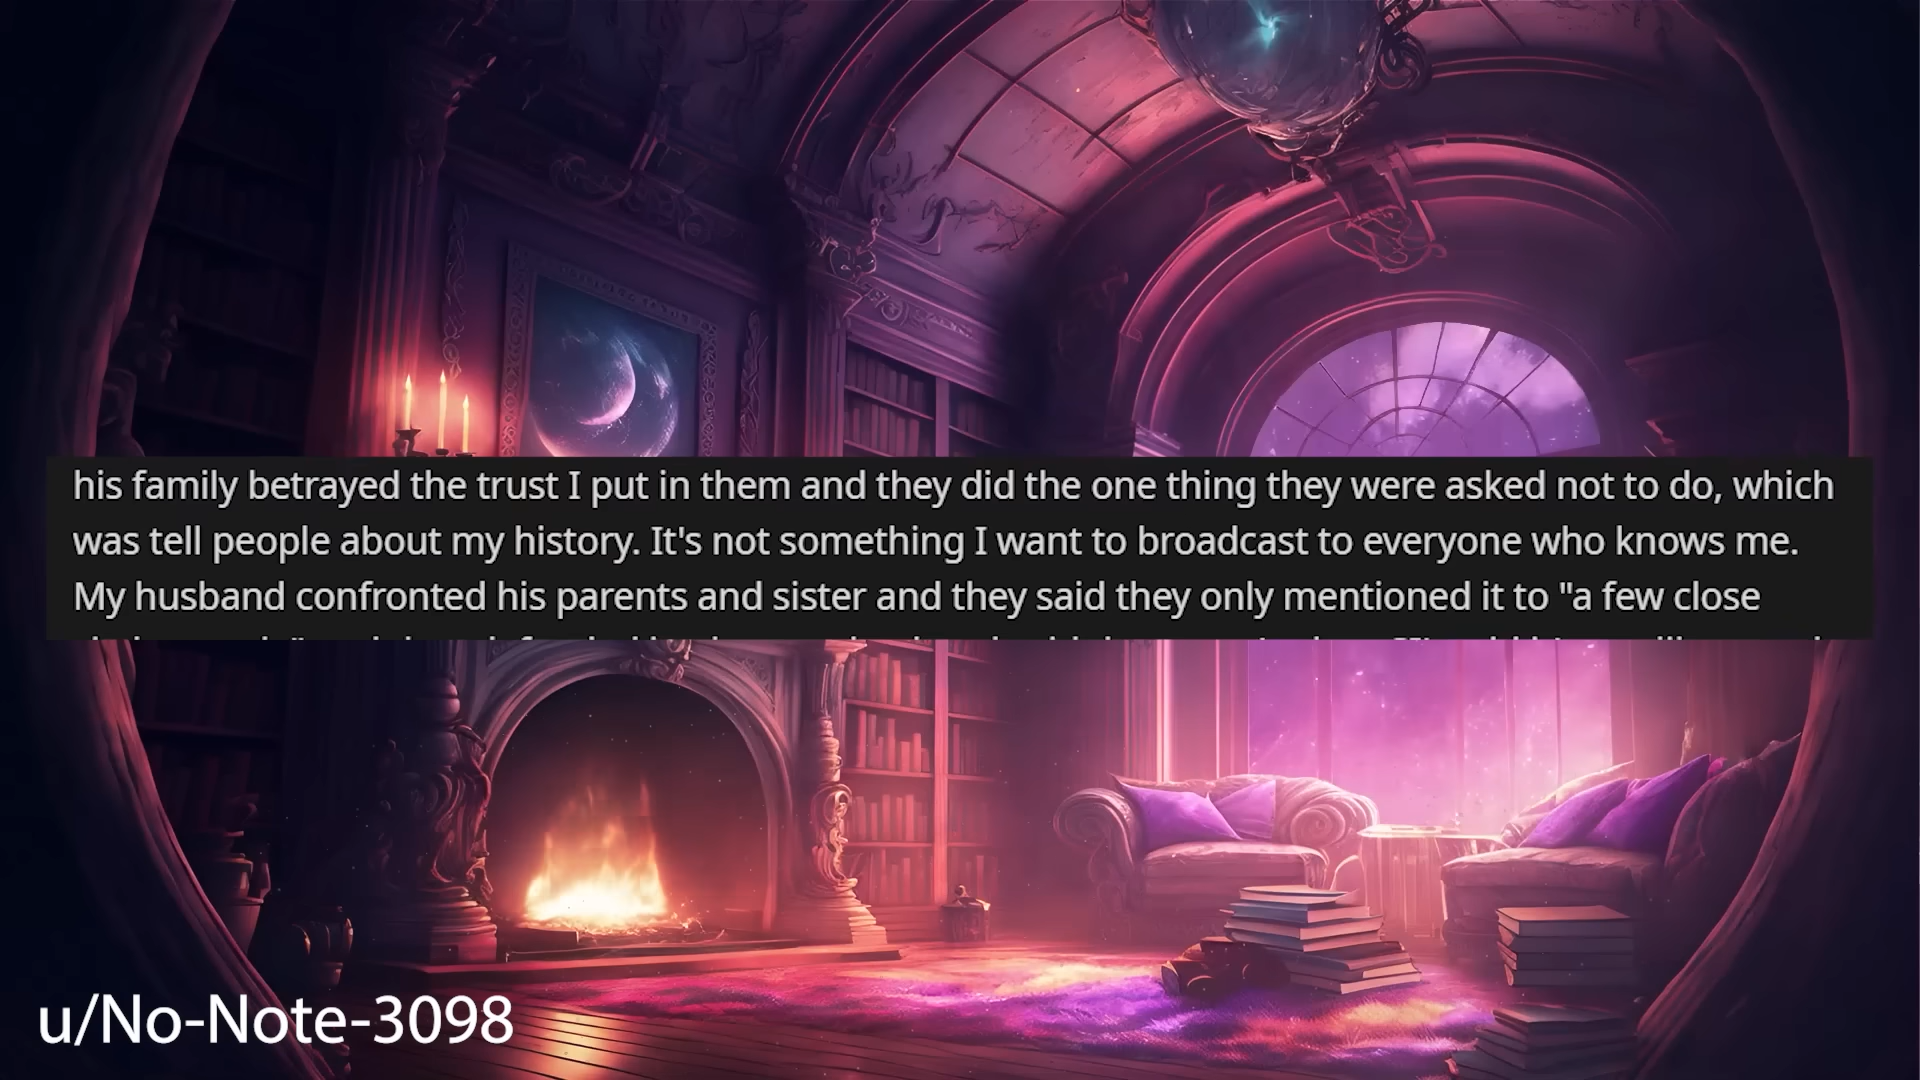 his family betrayed the trust I put in them and they did the one thing they were asked not to do, which
was tell people about my history. It's not something I want to broadcast to everyone who knows me.
My husband confronted his parents and sister and they said they only mentioned it to "a few close
u/No-Note-3098